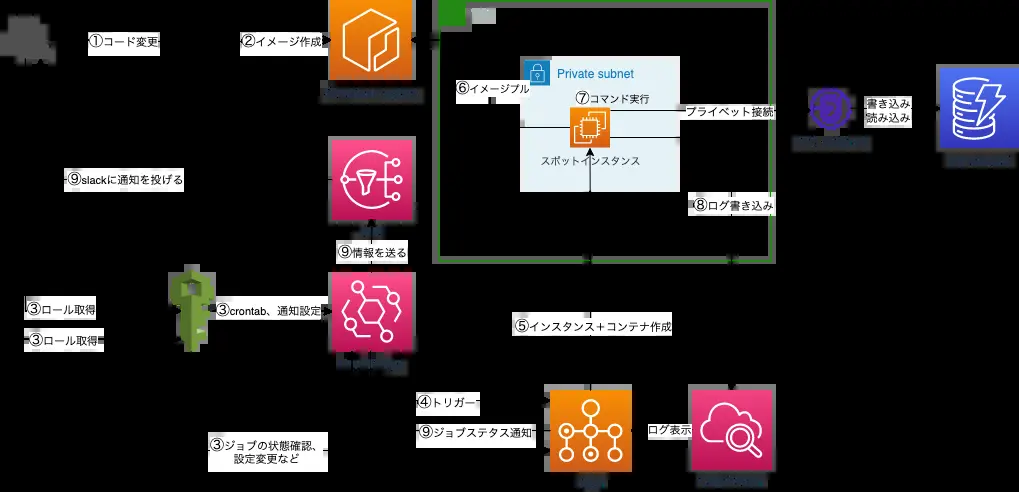 ①コード変更
②イメージ作成
Private subnet
⑥イメージプル
⑦コマンド実行
プライベット接続
書き込み
読み込み
スポットインスタンス
⑨slackに通知を投げる
⑧ログ書き込み
⑨情報を送る
③ロール取得
③crontab、通知設定
③ロール取得
⑤インスタンス＋コンテナ作成
④トリガー
⑨ジョブステタス通知
ログ表示
③ジョブの状態確認、
設定変更など